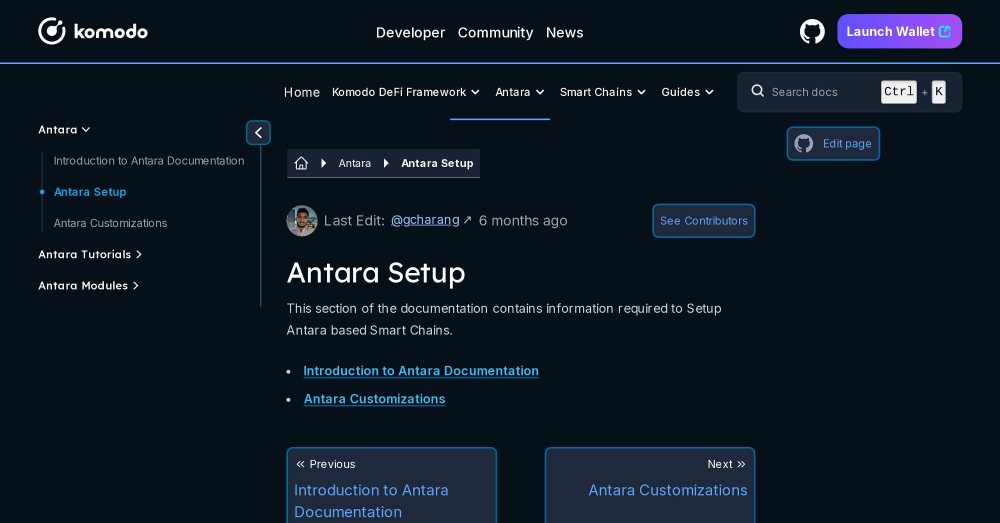 komodo
Developer Community News
Launch Wallet
Home Komodo DeFi Framework Antara Smart Chains Guides
Search docs Ctrl + K
Antara
Introduction to Antara Documentation
Antara Setup
Antara Customizations
Antara Tutorials
Antara Modules
Antara Antara Setup
Edit page
Last Edit: @gcharang ↗ 6 months ago
See Contributors
Antara Setup
This section of the documentation contains information required to Setup
Antara based Smart Chains.
• Introduction to Antara Documentation
• Antara Customizations
« Previous
Introduction to Antara
Documentation
Next »
Antara Customizations